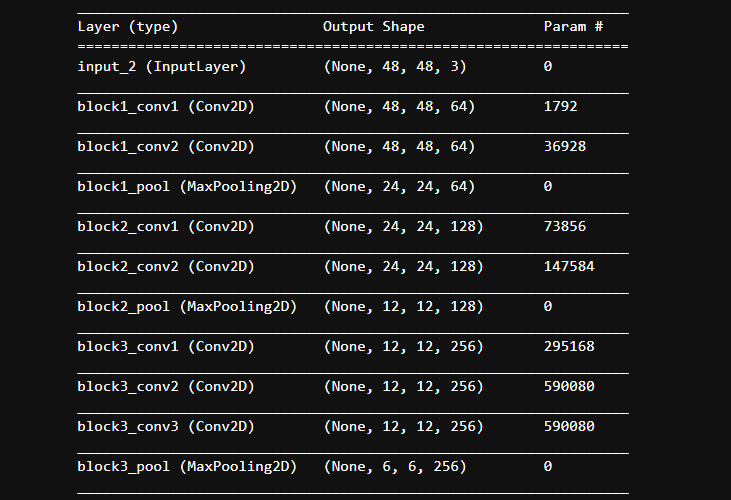 Layer (type) Output Shape Param #
=================================================================
input_2 (InputLayer) (None, 48, 48, 3) 0
block1_conv1 (Conv2D) (None, 48, 48, 64) 1792
block1_conv2 (Conv2D) (None, 48, 48, 64) 36928
block1_pool (MaxPooling2D) (None, 24, 24, 64) 0
block2_conv1 (Conv2D) (None, 24, 24, 128) 73856
block2_conv2 (Conv2D) (None, 24, 24, 128) 147584
block2_pool (MaxPooling2D) (None, 12, 12, 128) 0
block3_conv1 (Conv2D) (None, 12, 12, 256) 295168
block3_conv2 (Conv2D) (None, 12, 12, 256) 590080
block3_conv3 (Conv2D) (None, 12, 12, 256) 590080
block3_pool (MaxPooling2D) (None, 6, 6, 256) 0